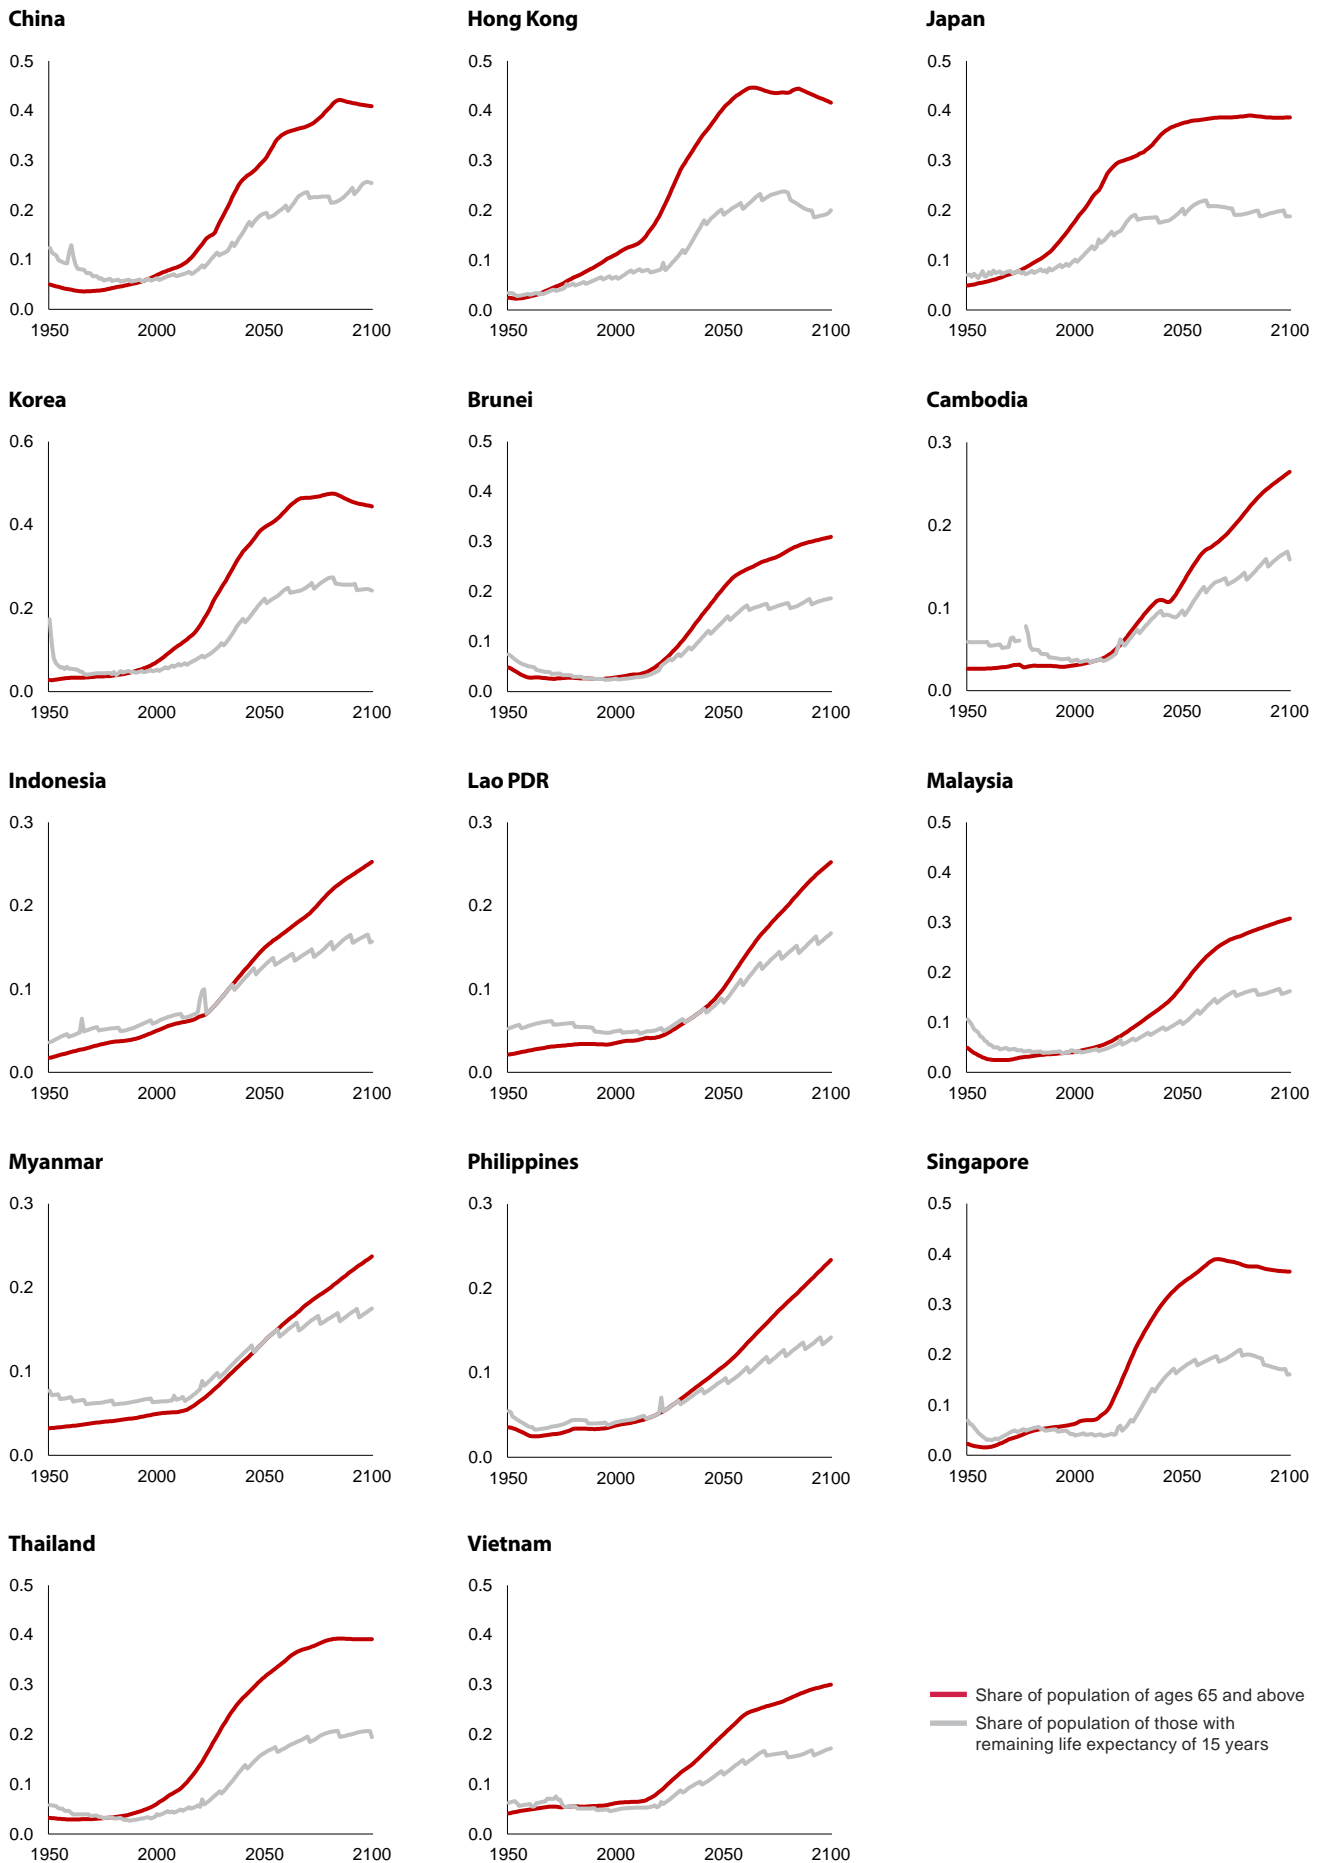 China
Hong Kong
Japan
0.5
0.4
0.3
0.2
0.1
0.0
1950 2000 2050 2100
0.5
0.4
0.3
0.2
0.1
0.0
1950 2000 2050 2100
0.5
0.4
0.3
0.2
0.1
0.0
1950 2000 2050 2100
Korea
Brunei
Cambodia
0.6
0.4
0.2
0.0
1950 2000 2050 2100
0.5
0.4
0.3
0.2
0.1
0.0
1950 2000 2050 2100
0.3
0.2
0.1
0.0
1950 2000 2050 2100
Indonesia
Lao PDR
Malaysia
0.3
0.2
0.1
0.0
1950 2000 2050 2100
0.3
0.2
0.1
0.0
1950 2000 2050 2100
0.5
0.4
0.3
0.2
0.1
0.0
1950 2000 2050 2100
Myanmar
Philippines
Singapore
0.3
0.2
0.1
0.0
1950 2000 2050 2100
0.3
0.2
0.1
0.0
1950 2000 2050 2100
0.5
0.4
0.3
0.2
0.1
0.0
1950 2000 2050 2100
Thailand
Vietnam
0.5
0.4
0.3
0.2
0.1
0.0
1950 2000 2050 2100
0.5
0.4
0.3
0.2
0.1
0.0
1950 2000 2050 2100
Share of population of ages 65 and above
Share of population of those with
remaining life expectancy of 15 years